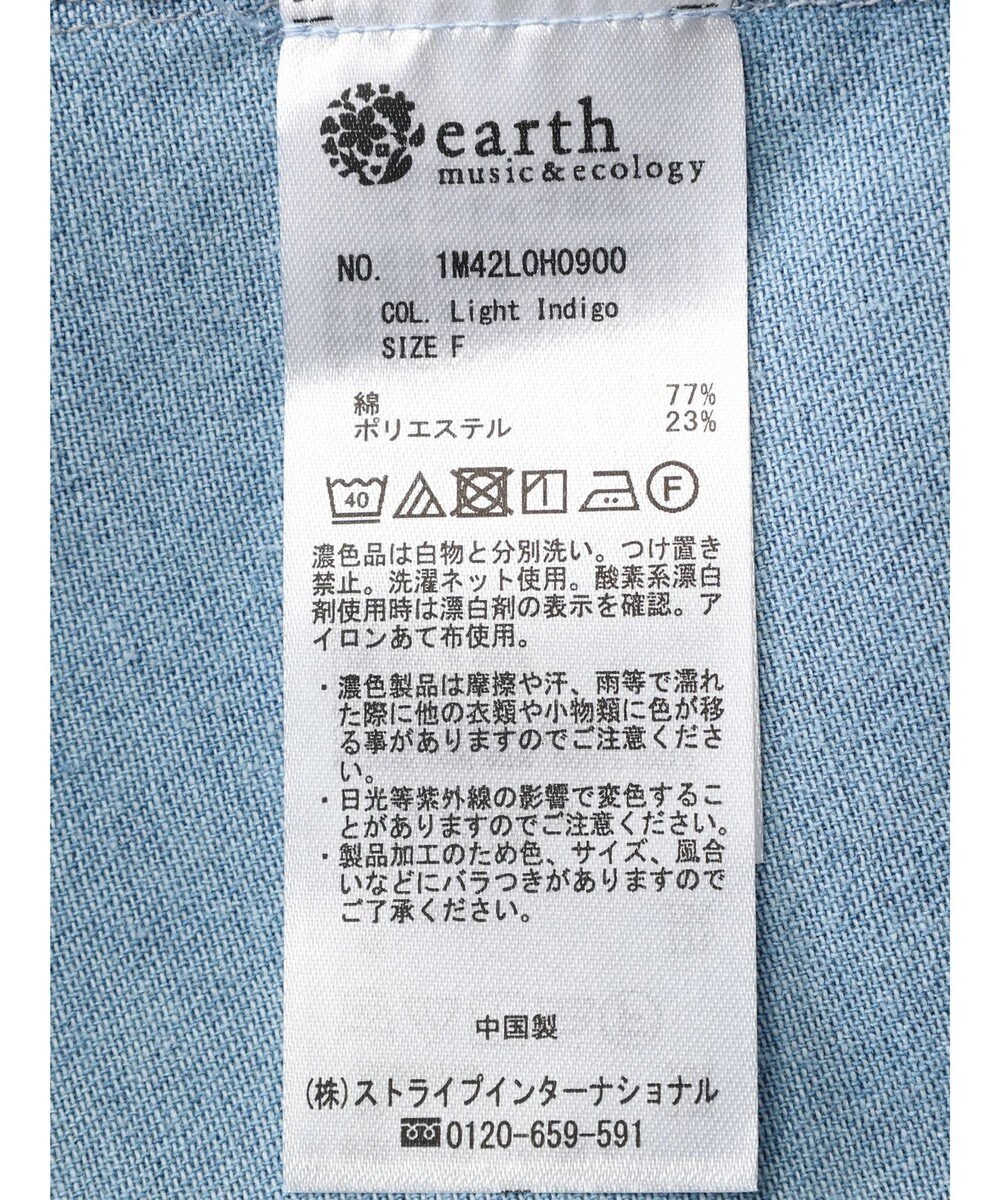 earth
music&ecology
NO. 1M42L0H0900
COL. Light Indigo
SIZE F
綿 77%
ポリエステル 23%
40 F
濃色品は白物と分別洗い。つけ置き
禁止。洗濯ネット使用。酸素系漂白
剤使用時は漂白剤の表示を確認。ア
イロンあて布使用。
・濃色製品は摩擦や汗、雨等で濡れ
た際に他の衣類や小物類に色が移
る事がありますのでご注意くださ
い。
・日光等紫外線の影響で変色するこ
とがありますのでご注意ください。
・製品加工のため色、サイズ、風合
いなどにバラつきがありますので
ご了承ください。
中国製
(株)ストライプインターナショナル
0120-659-591